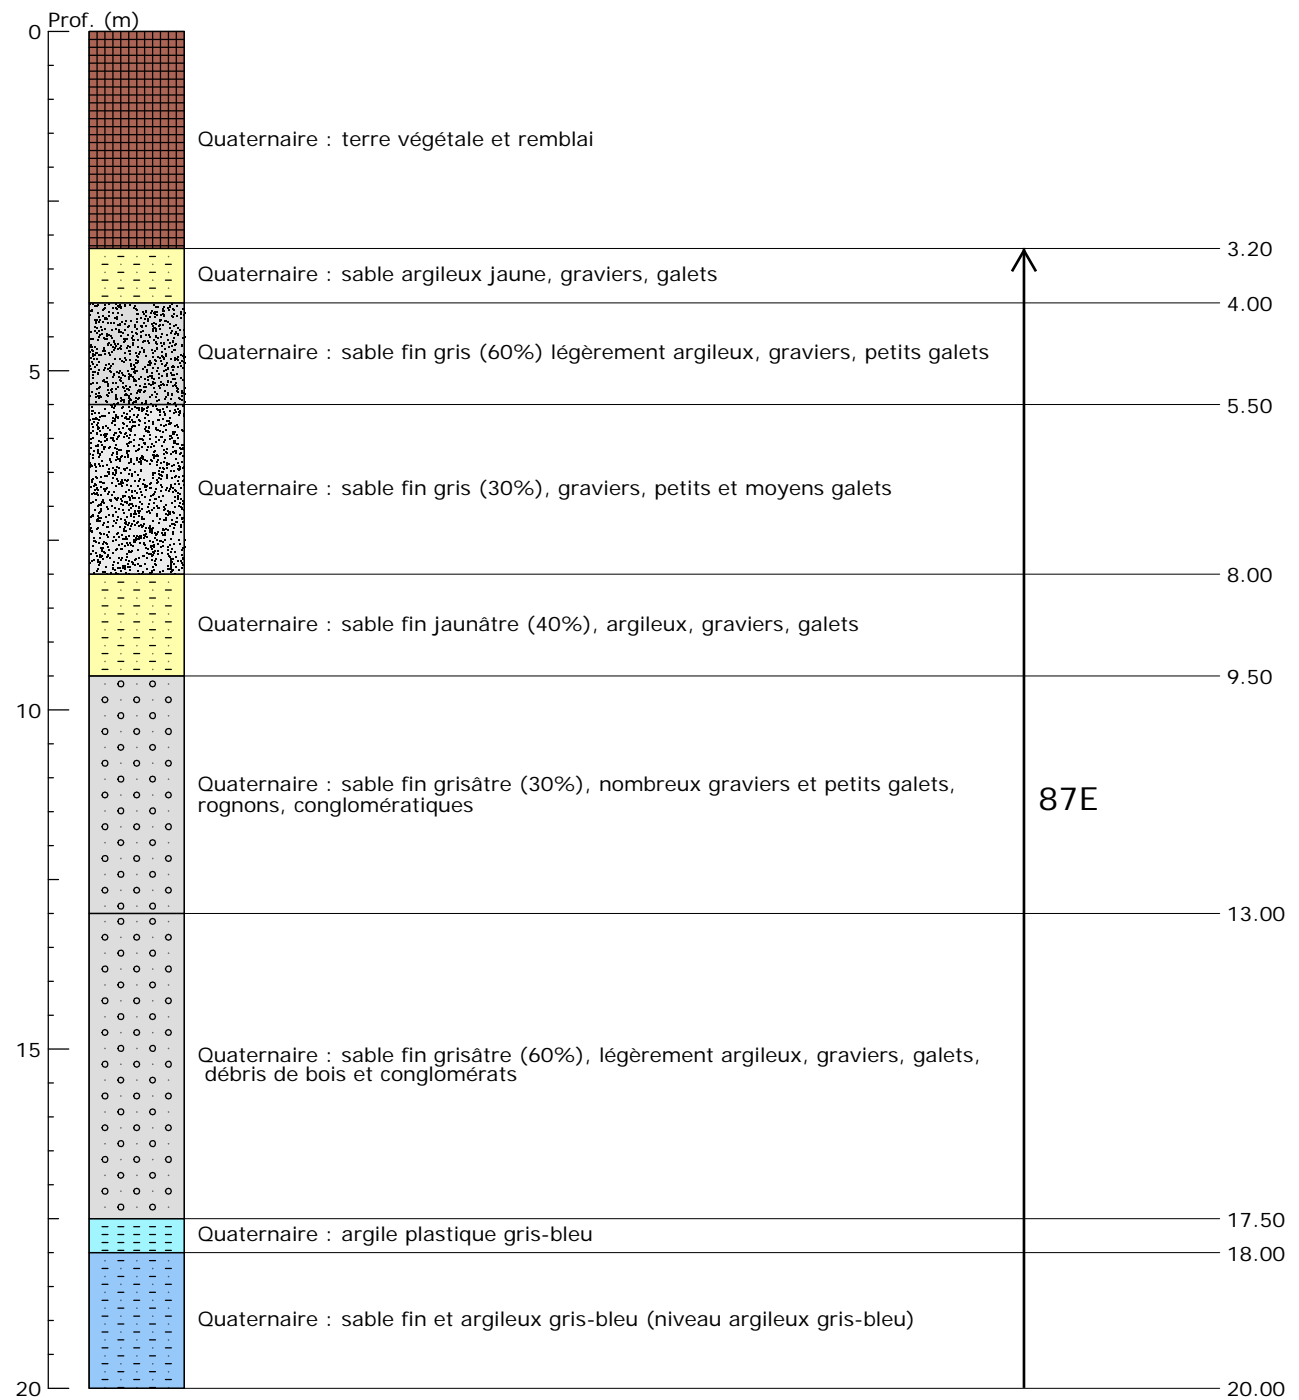 Prof. (m)
0
Quaternaire : terre végétale et remblai
3.20
Quaternaire : sable argileux jaune, graviers, galets
4.00
Quaternaire : sable fin gris (60%) légèrement argileux, graviers, petits galets
5
5.50
Quaternaire : sable fin gris (30%), graviers, petits et moyens galets
8.00
Quaternaire : sable fin jaunâtre (40%), argileux, graviers, galets
9.50
10
Quaternaire : sable fin grisâtre (30%), nombreux graviers et petits galets,
rognons, conglomératiques
87E
13.00
15
Quaternaire : sable fin grisâtre (60%), légèrement argileux, graviers, galets,
débris de bois et conglomérats
17.50
Quaternaire : argile plastique gris-bleu
18.00
Quaternaire : sable fin et argileux gris-bleu (niveau argileux gris-bleu)
20
20.00